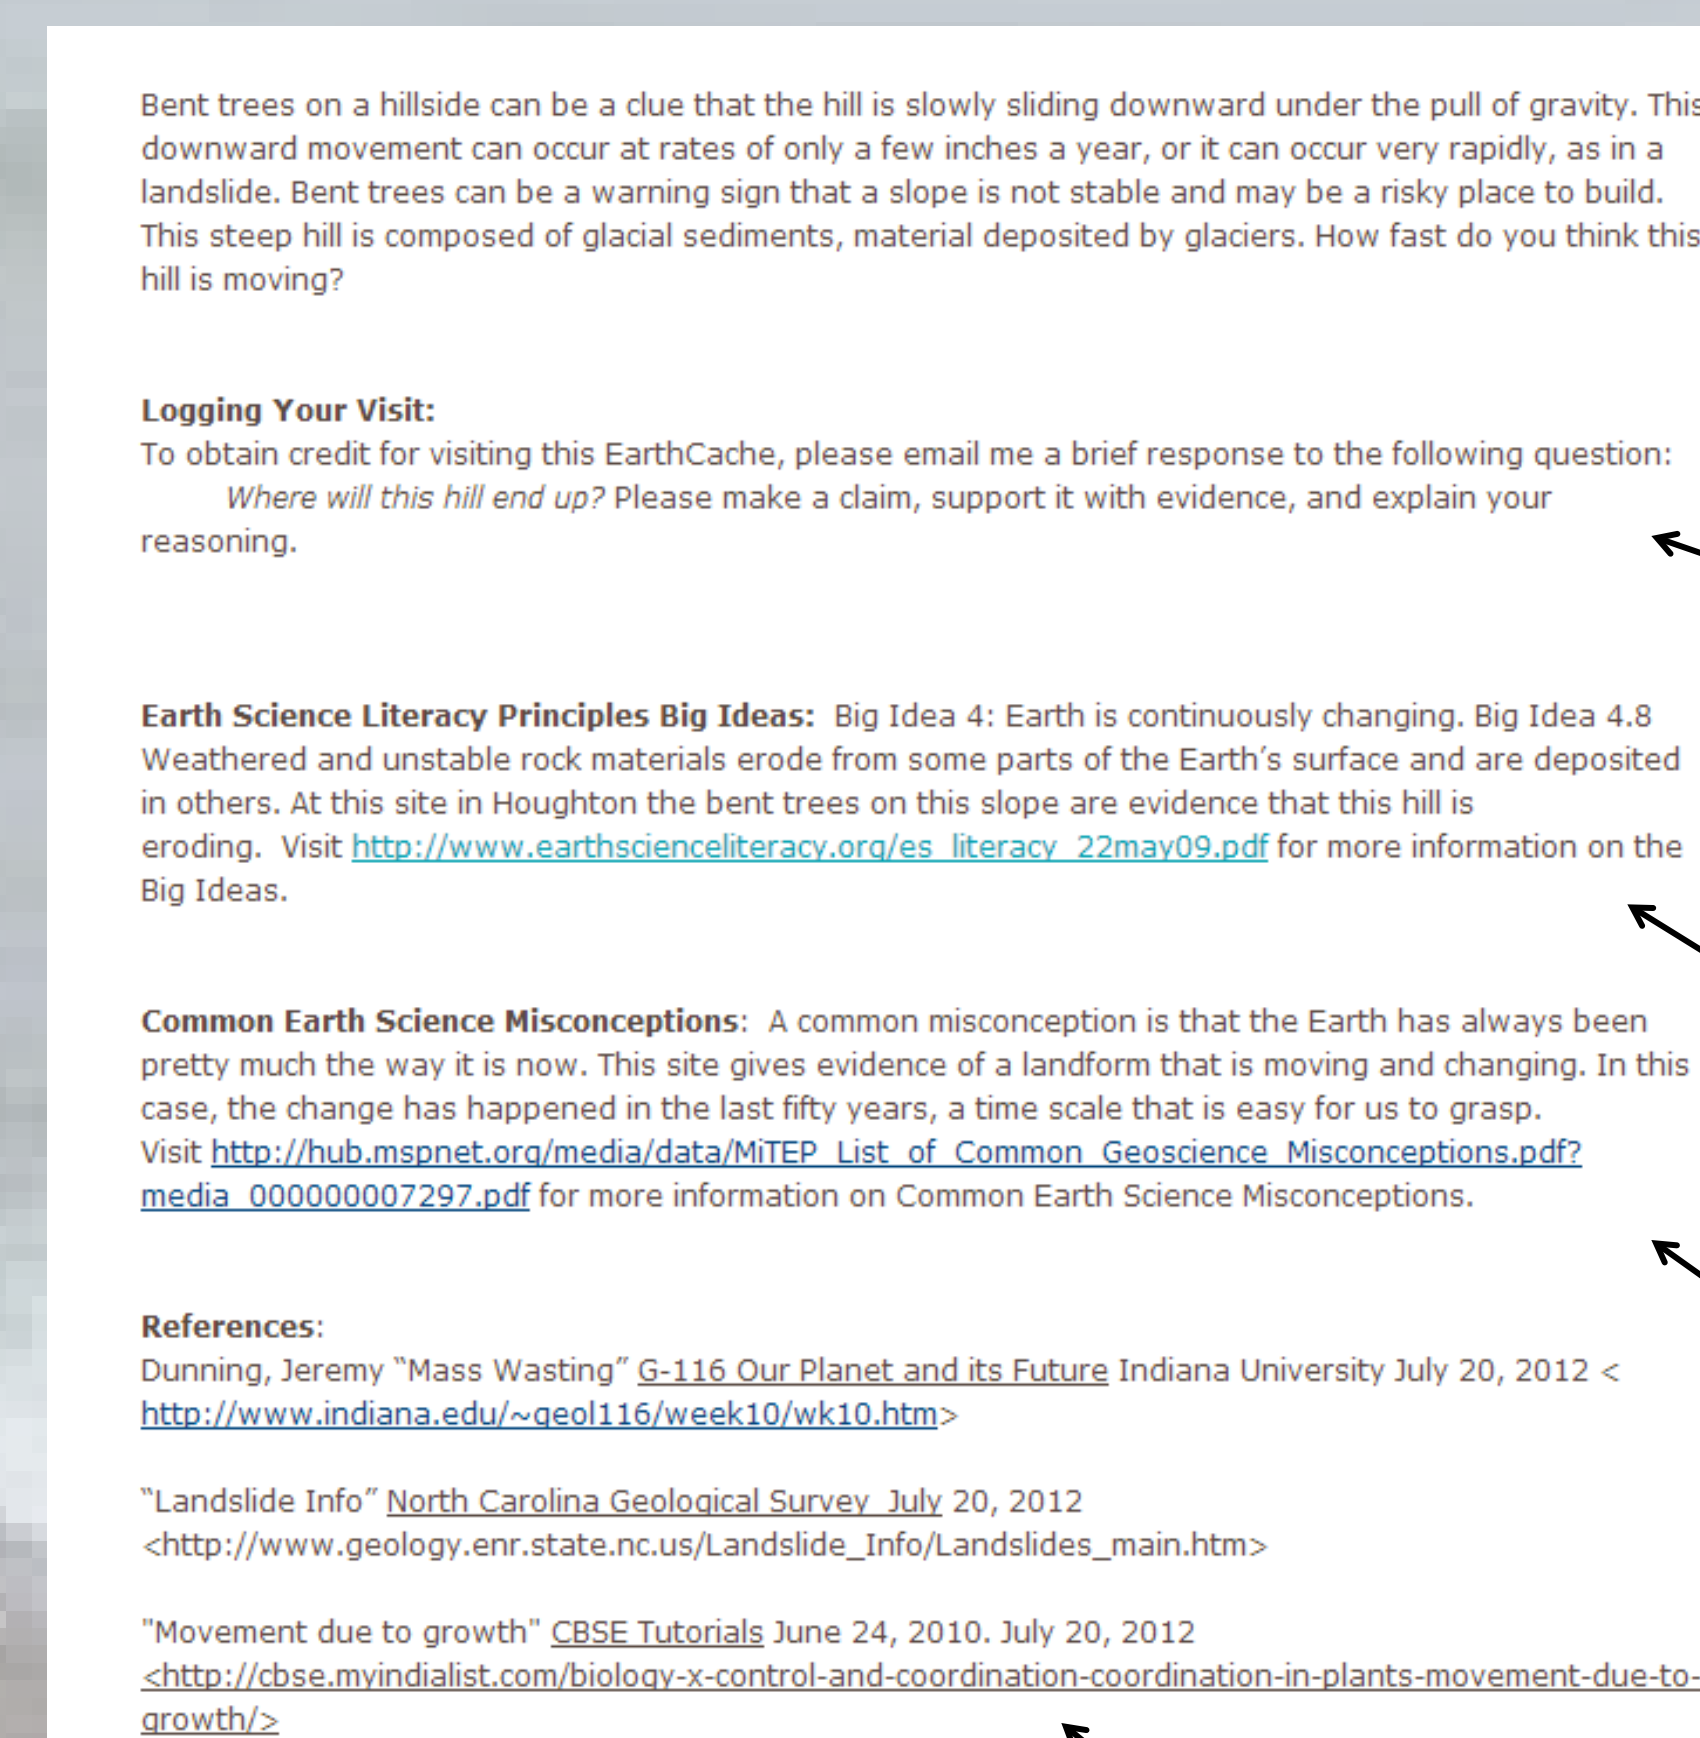 Bent trees on a hillside can be a clue that the hill is slowly sliding downward under the pull of gravity. This
downward movement can occur at rates of only a few inches a year, or it can occur very rapidly, as in a
landslide. Bent trees can be a warning sign that a slope is not stable and may be a risky place to build.
This steep hill is composed of glacial sediments, material deposited by glaciers. How fast do you think this
hill is moving?
Logging Your Visit:
To obtain credit for visiting this EarthCache, please email me a brief response to the following question:
Where will this hill end up? Please make a claim, support it with evidence, and explain your
reasoning.
Earth Science Literacy Principles Big Ideas:  Big Idea 4: Earth is continuously changing. Big Idea 4.8
Weathered and unstable rock materials erode from some parts of the Earth’s surface and are deposited
in others. At this site in Houghton the bent trees on this slope are evidence that this hill is
eroding.  Visit http://www.earthscienceliteracy.org/es_literacy_22may09.pdf for more information on the
Big Ideas.
Common Earth Science Misconceptions:  A common misconception is that the Earth has always been
pretty much the way it is now. This site gives evidence of a landform that is moving and changing. In this
case, the change has happened in the last fifty years, a time scale that is easy for us to grasp.
Visit http://hub.mspnet.org/media/data/MiTEP_List_of_Common_Geoscience_Misconceptions.pdf?
media_000000007297.pdf for more information on Common Earth Science Misconceptions.
References:
Dunning, Jeremy “Mass Wasting” G-116 Our Planet and its Future Indiana University July 20, 2012 <
http://www.indiana.edu/~geol116/week10/wk10.htm>
“Landslide Info” North Carolina Geological Survey  July 20, 2012
<http://www.geology.enr.state.nc.us/Landslide_Info/Landslides_main.htm>
"Movement due to growth" CBSE Tutorials June 24, 2010. July 20, 2012
<http://cbse.myindialist.com/biology-x-control-and-coordination-coordination-in-plants-movement-due-to-
growth/>